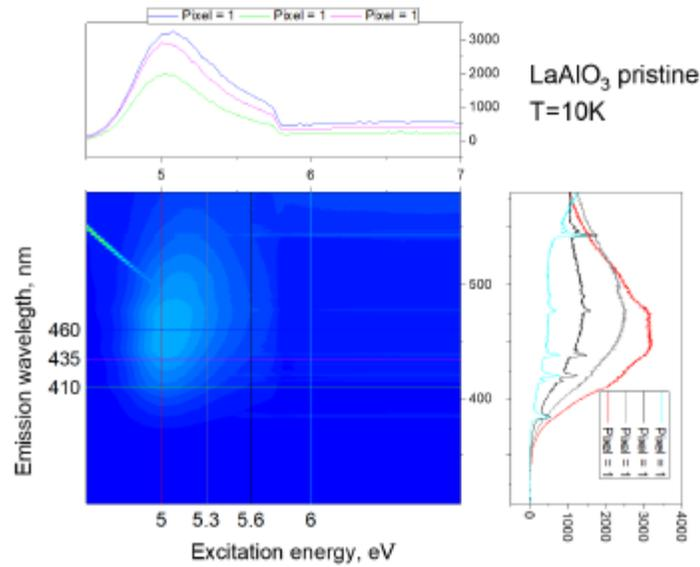 Pixel = 1 Pixel = 1 Pixel = 1
3000
2000
1000
0
5 6 7
LaAlO3 pristine
T=10K
Emission wavelegth, nm
460
435
410
500
400
5 5.3 5.6 6
Excitation energy, eV
Pixel = 1
Pixel = 1
Pixel = 1
Pixel = 1
0 1000 2000 3000 4000